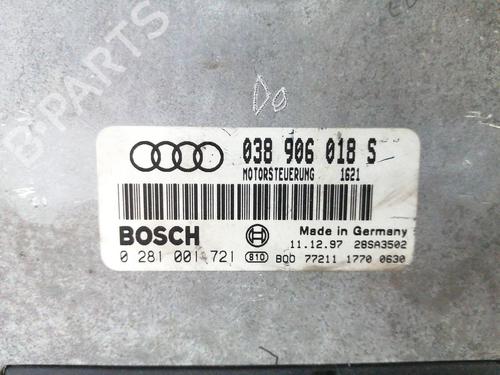 DO
038 906 018 S
MOTORSTEUERUNG 1621
BOSCH
Made in Germany
11.12.97 28SA3502
0 281 001 721 810 BQD 77211 1770 0630
B-PARTS